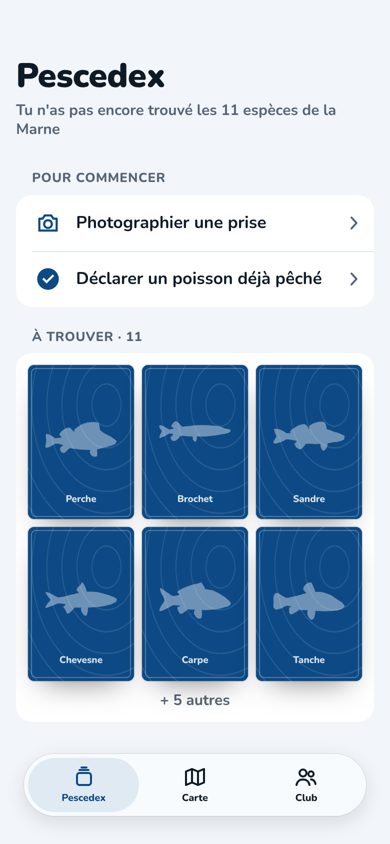 Pescedex
Tu n'as pas encore trouvé les 11 espèces de la
Marne
POUR COMMENCER
Photographier une prise
Déclarer un poisson déjà pêché
À TROUVER · 11
Perche
Brochet
Sandre
Chevesne
Carpe
Tanche
+ 5 autres
Pescedex
Carte
Club